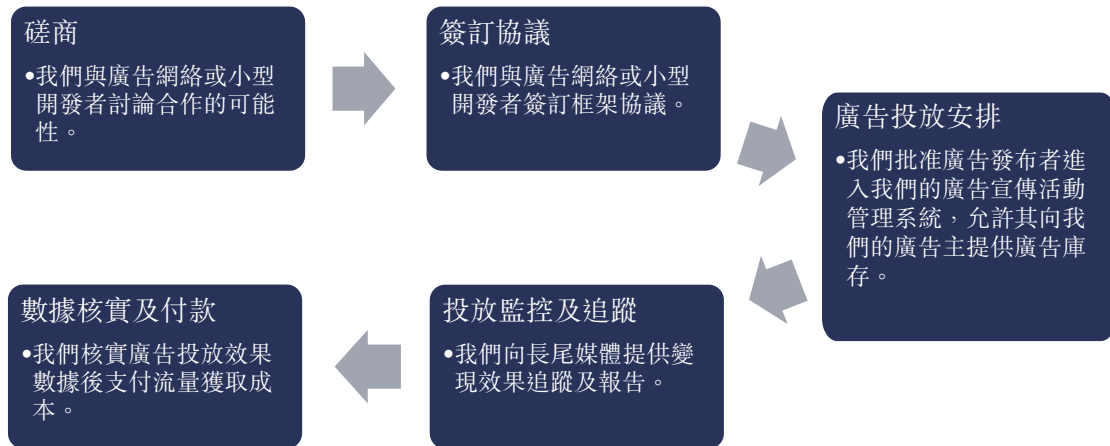 磋商
•我們與廣告網絡或小型
開發者討論合作的可能
性。
簽訂協議
•我們與廣告網絡或小型
開發者簽訂框架協議。
廣告投放安排
•我們批准廣告發布者進
入我們的廣告宣傳活動
管理系統，允許其向我
們的廣告主提供廣告庫
存。
投放監控及追蹤
•我們向長尾媒體提供變
現效果追蹤及報告。
數據核實及付款
•我們核實廣告投放效果
數據後支付流量獲取成
本。